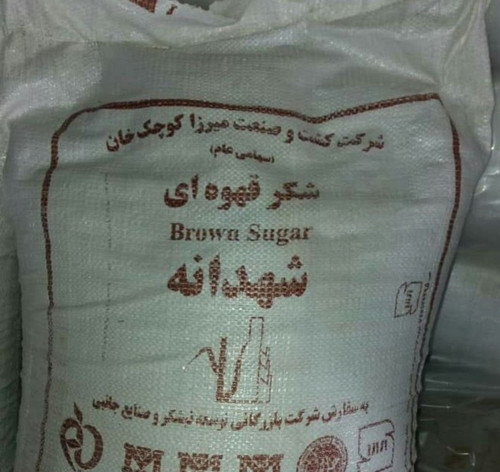 شرکت کشت و صنعت میرزا کوچک خان
(سهامی عام)
شکر قهوه ای
Brown Sugar
شهدانه
به سفارش شرکت بازرگانی توسعه نیشکر و صنایع جانبی